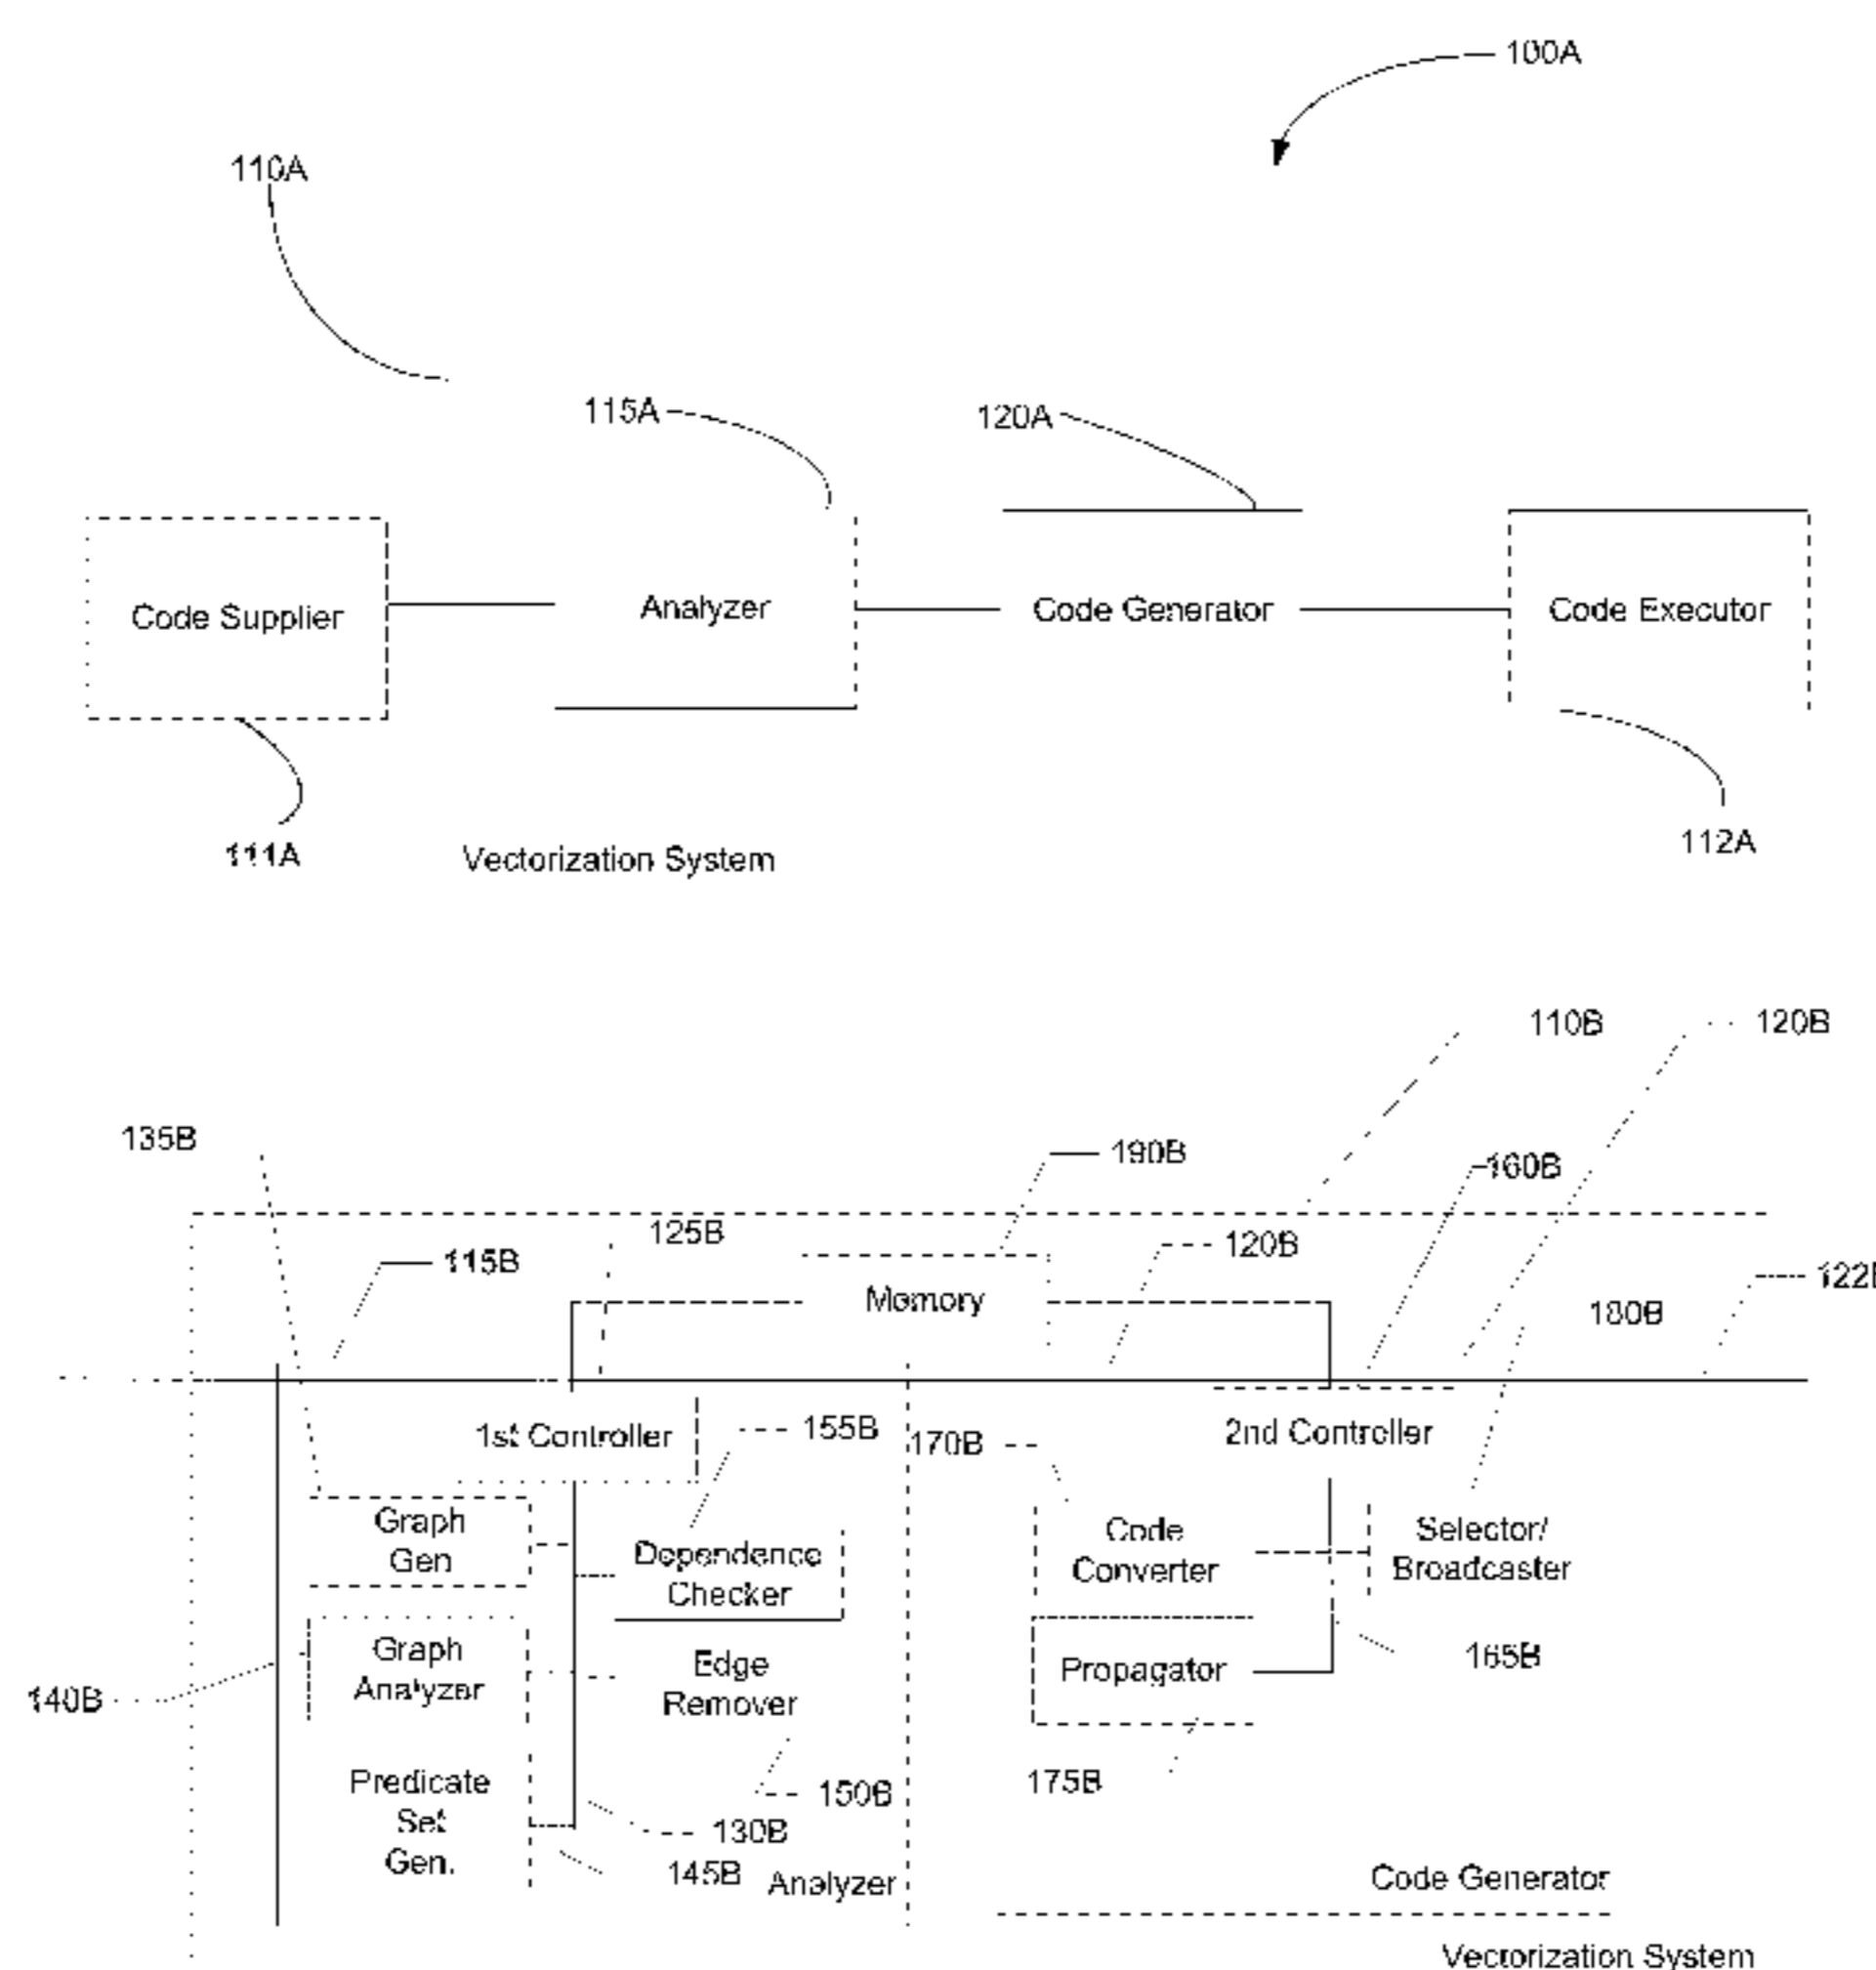 100A
110A
115A
120A
Code Supplier
Analyzer
Code Generator
Code Executor
111A
Vectorization System
112A
110B
120B
135B
190B
160B
125B
115B
120B
122
Memory
180B
1st Controller
155B
170B
2nd Controller
Graph
Gen
Dependence
Checker
Code
Converter
Selector/
Broadcaster
Graph
Analyzer
Edge
Remover
Propagator
165B
140B
Predicate
Set
Gen.
150B
175B
130B
145B
Analyzer
Code Generator
Vectorization System